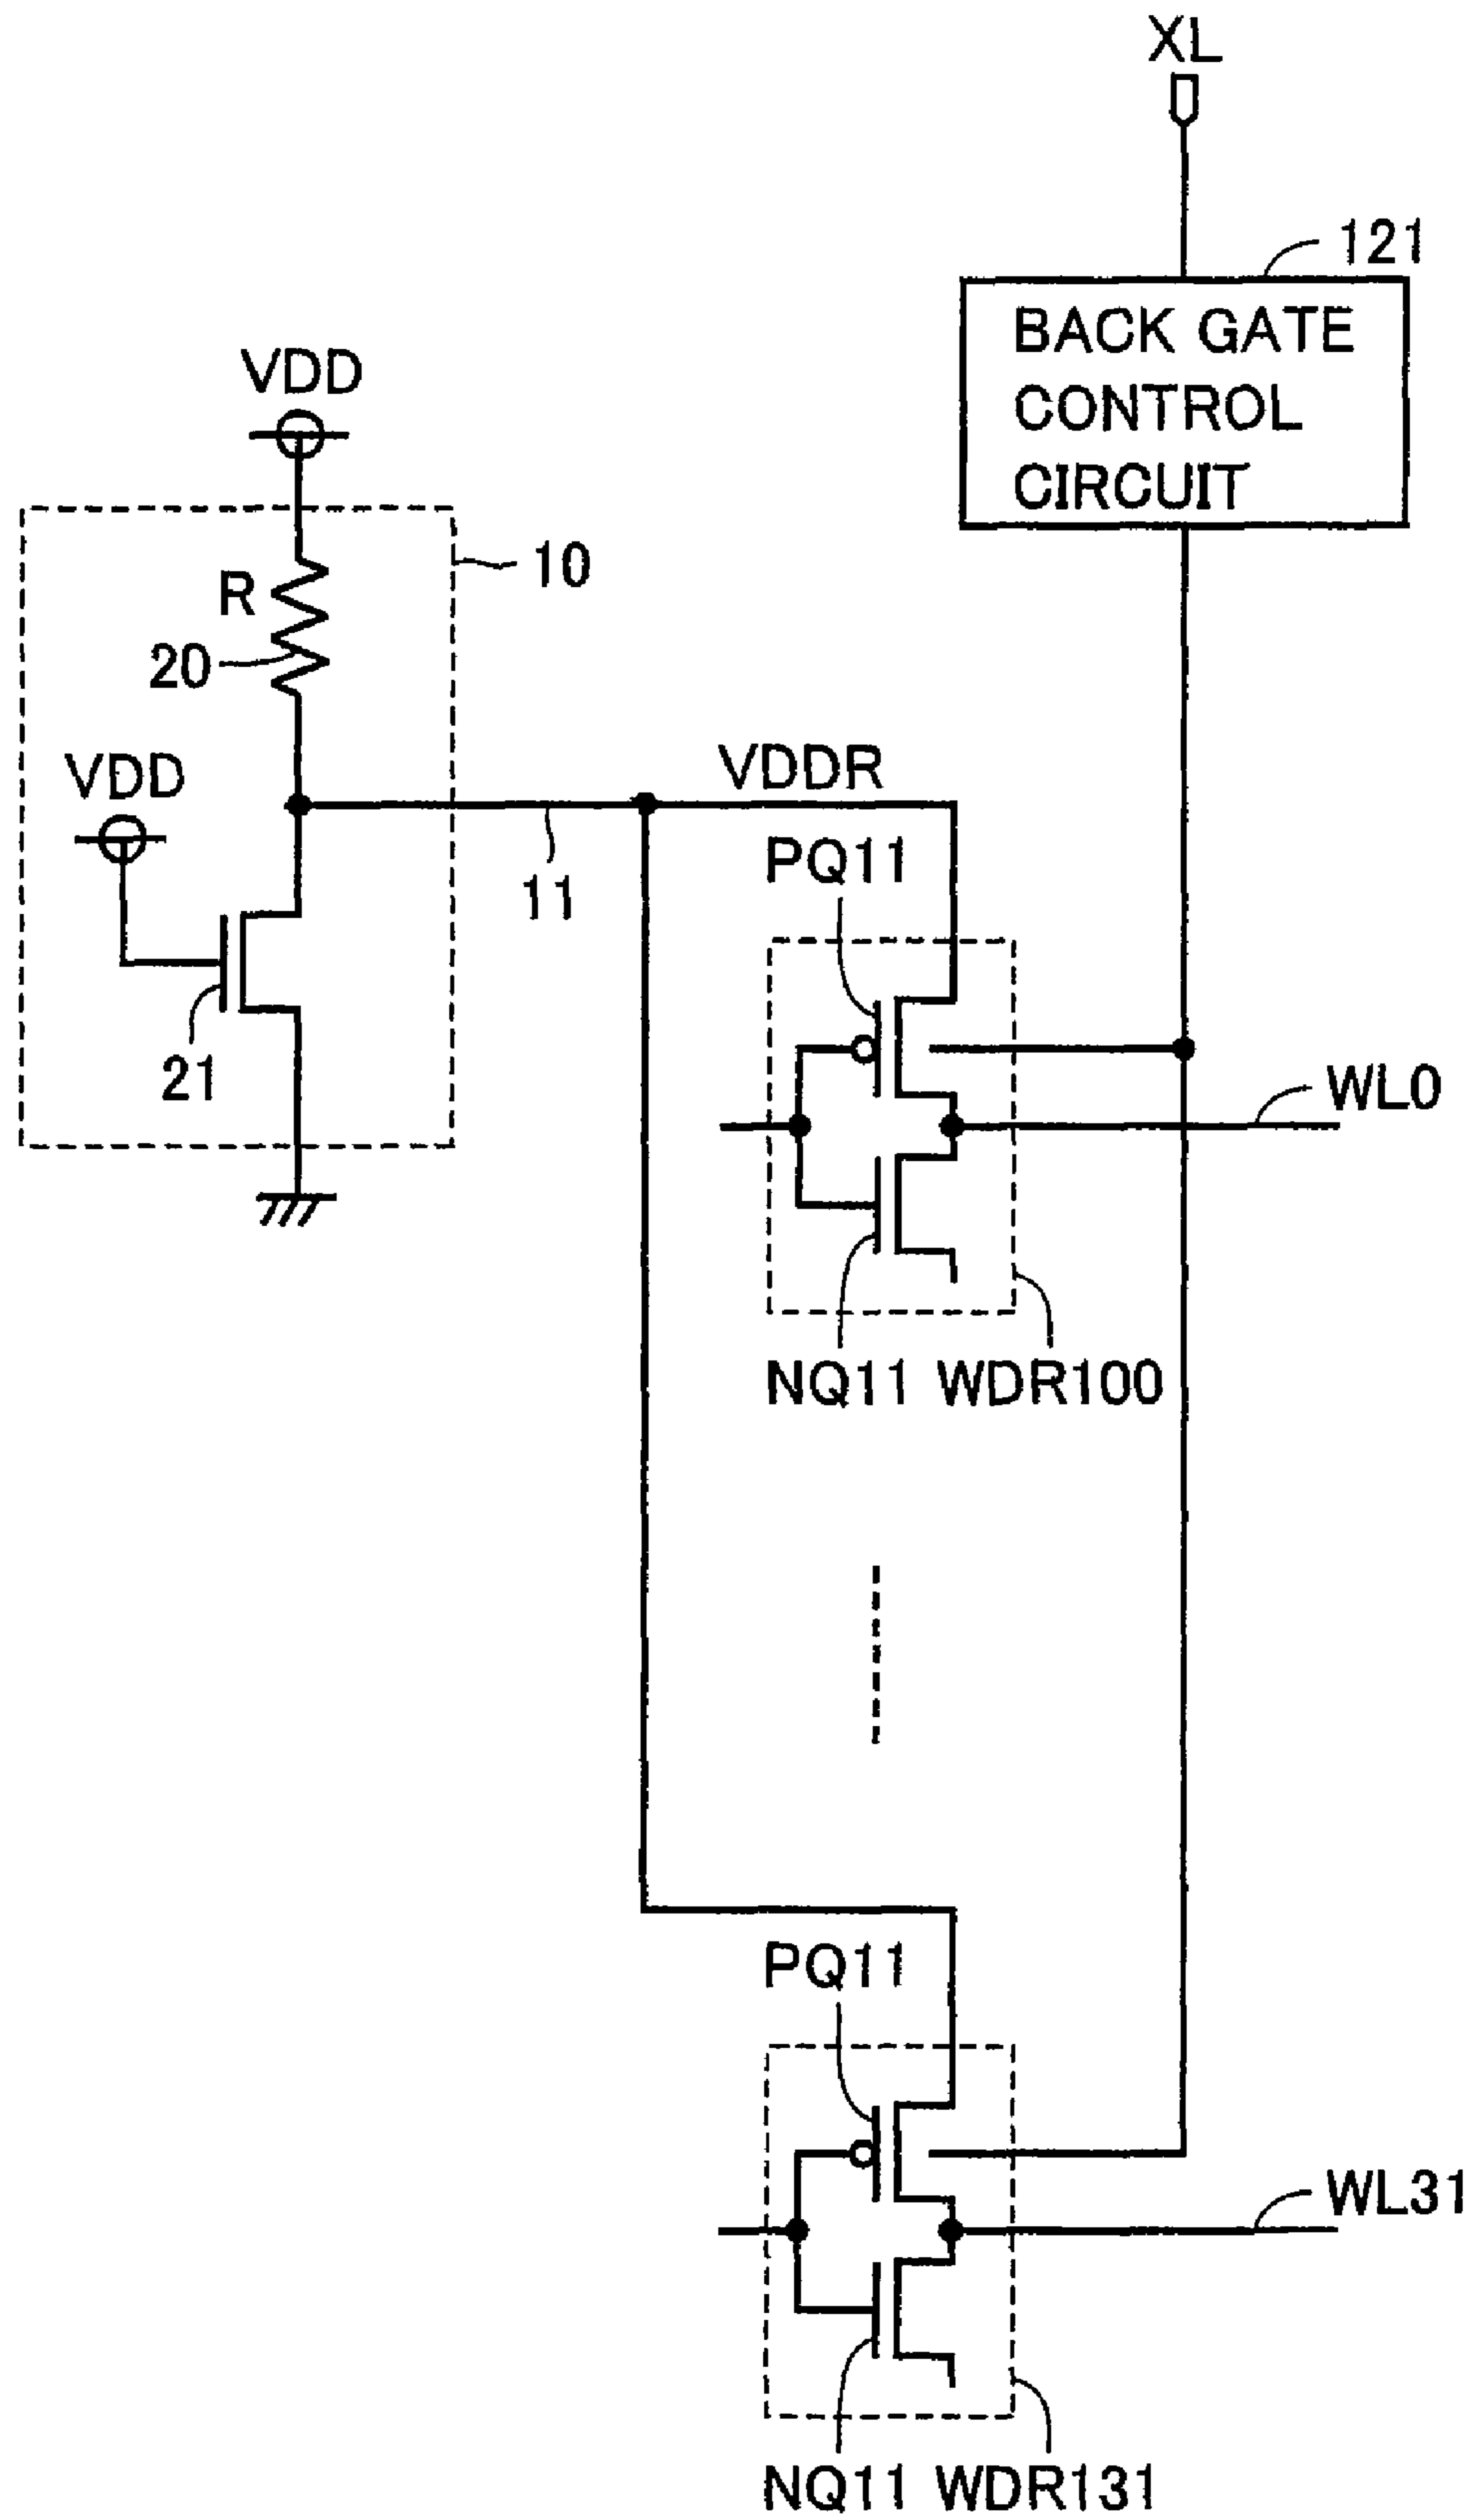 XL
121
BACK GATE
CONTROL
CIRCUIT
VDD
10
R
20
VDD
VDDR
11
PQ11
21
WL0
NQ11 WDR100
PQ11
WL31
NQ11 WDR131